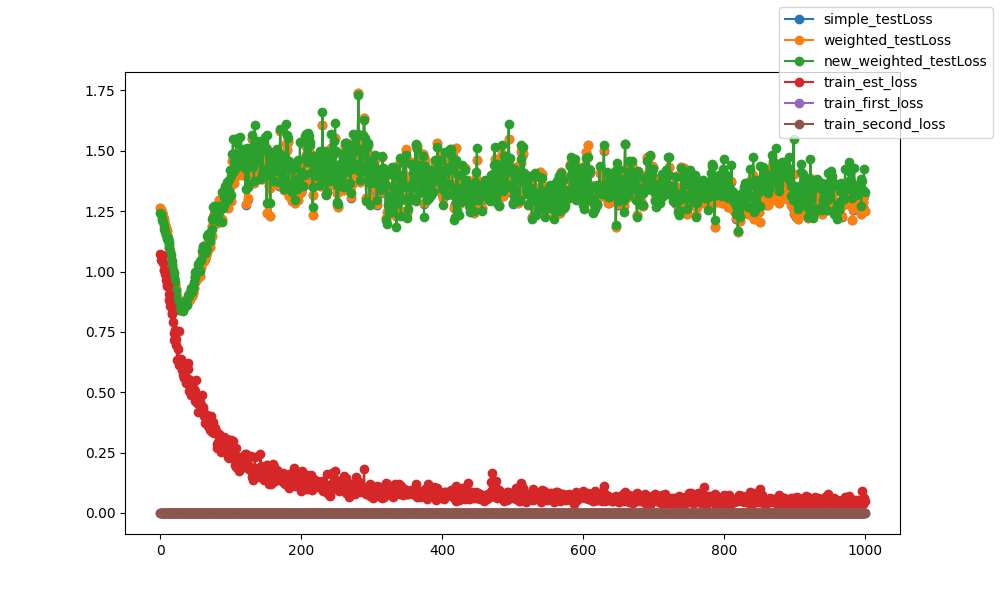 simple_testLoss
weighted_testLoss
new_weighted_testLoss
train_est_loss
train_first_loss
train_second_loss
1.75
1.50
1.25
1.00
0.75
0.50
0.25
0.00
0 200 400 600 800 1000